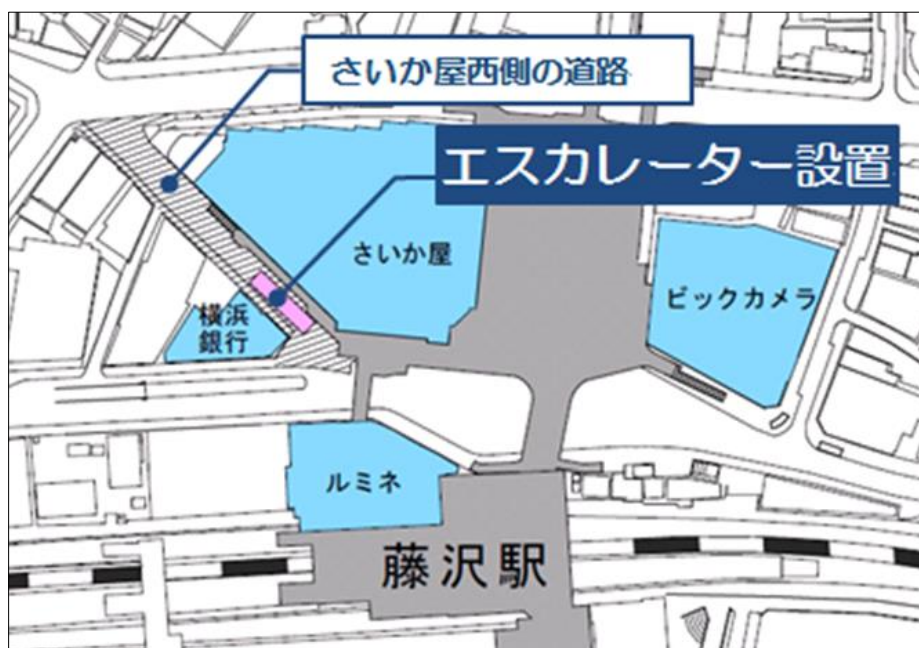 さいか屋西側の道路
エスカレーター設置
さいか屋
ビックカメラ
横浜
銀行
ルミネ
藤沢駅